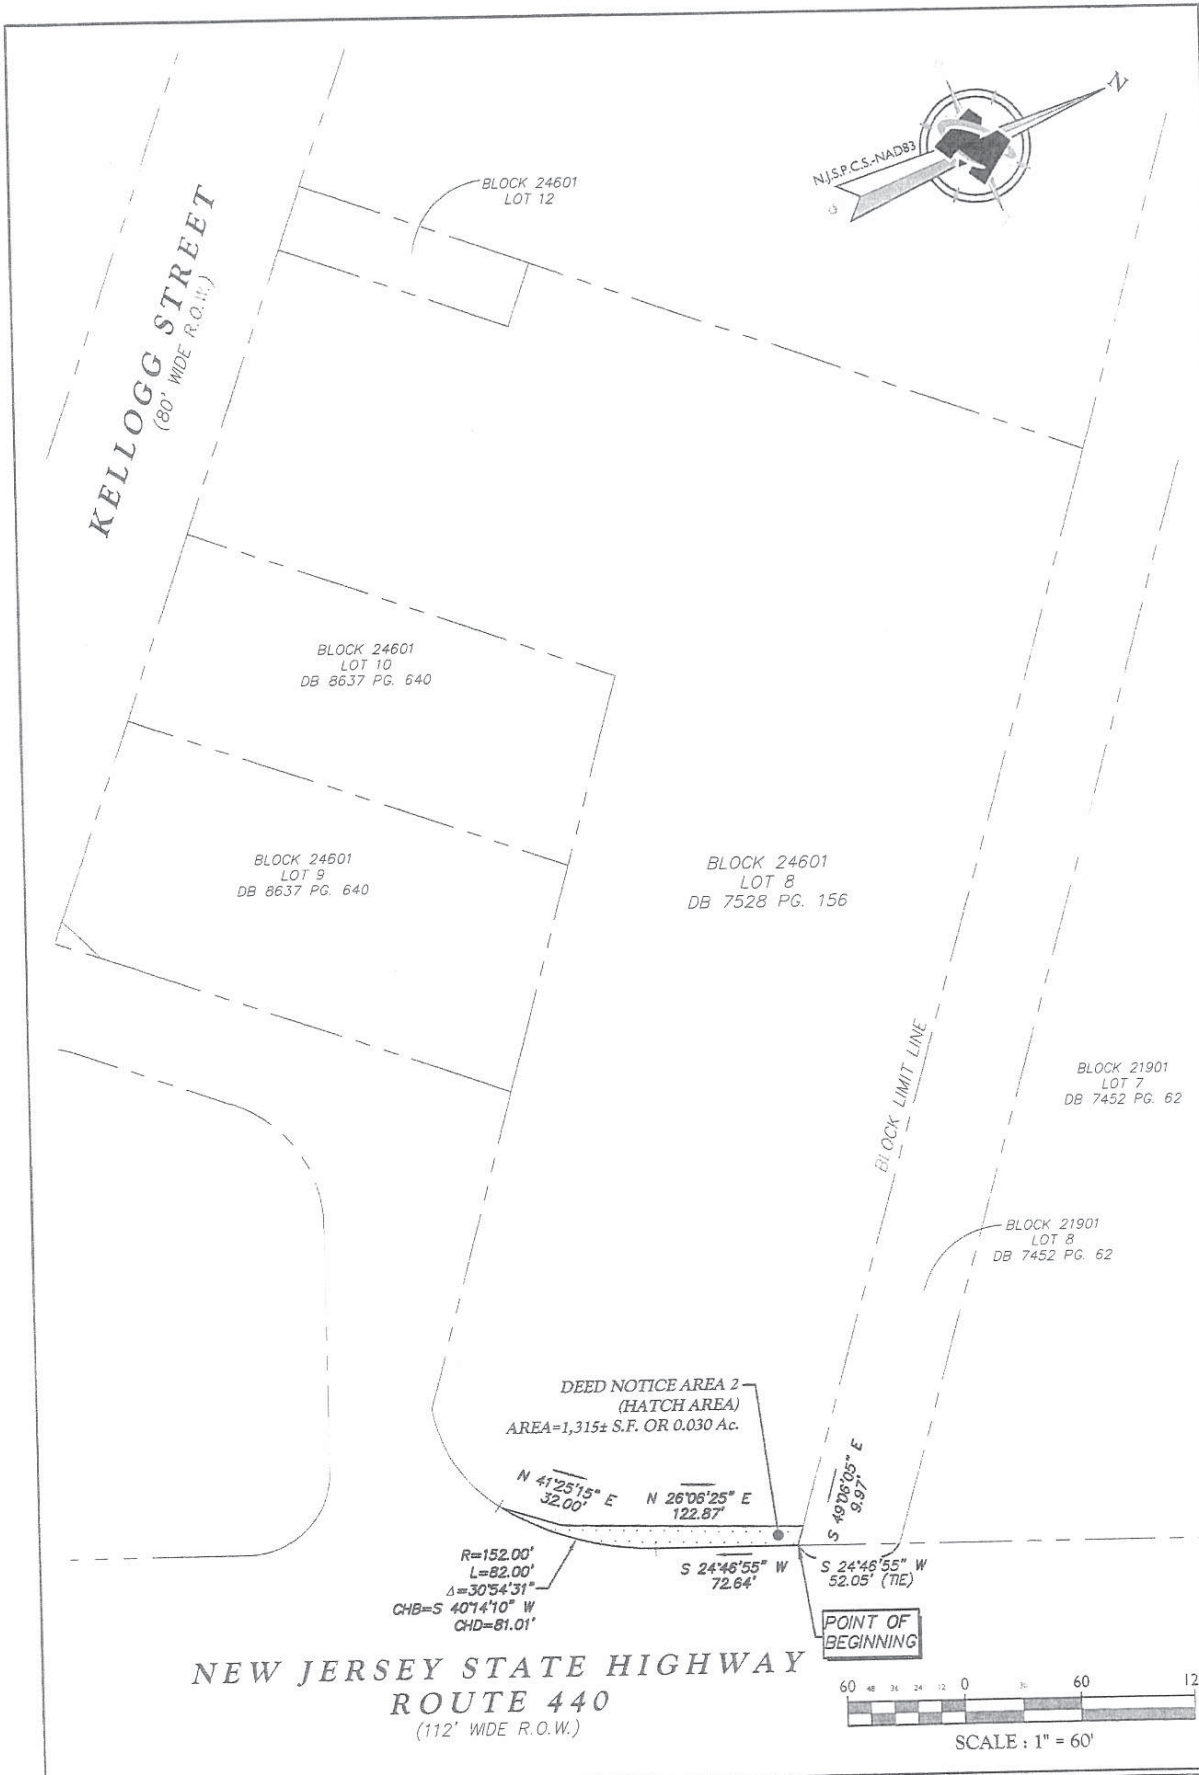 N
N.J.S.P.C.S.-NAD83
BLOCK 24601
LOT 12
KELLOGG STREET
(80' WIDE R.O.W.)
BLOCK 24601
LOT 10
DB 8637 PG. 640
BLOCK 24601
LOT 9
DB 8637 PG. 640
BLOCK 24601
LOT 8
DB 7528 PG. 156
BLOCK LIMIT LINE
BLOCK 21901
LOT 7
DB 7452 PG. 62
BLOCK 21901
LOT 8
DB 7452 PG. 62
DEED NOTICE AREA 2
(HATCH AREA)
AREA=1,315± S.F. OR 0.030 Ac.
N 41°25'15" E
32.00'
N 26°06'25" E
122.87'
S 49°06'05" E
9.97'
R=152.00'
L=82.00'
Δ=30°54'31"
CHB=S 40°14'10" W
CHD=81.01'
S 24°46'55" W
72.64'
S 24°46'55" W
52.05' (TIE)
POINT OF
BEGINNING
NEW JERSEY STATE HIGHWAY
ROUTE 440
(112' WIDE R.O.W.)
60 48 36 24 12 0 30 60 12
SCALE : 1" = 60'